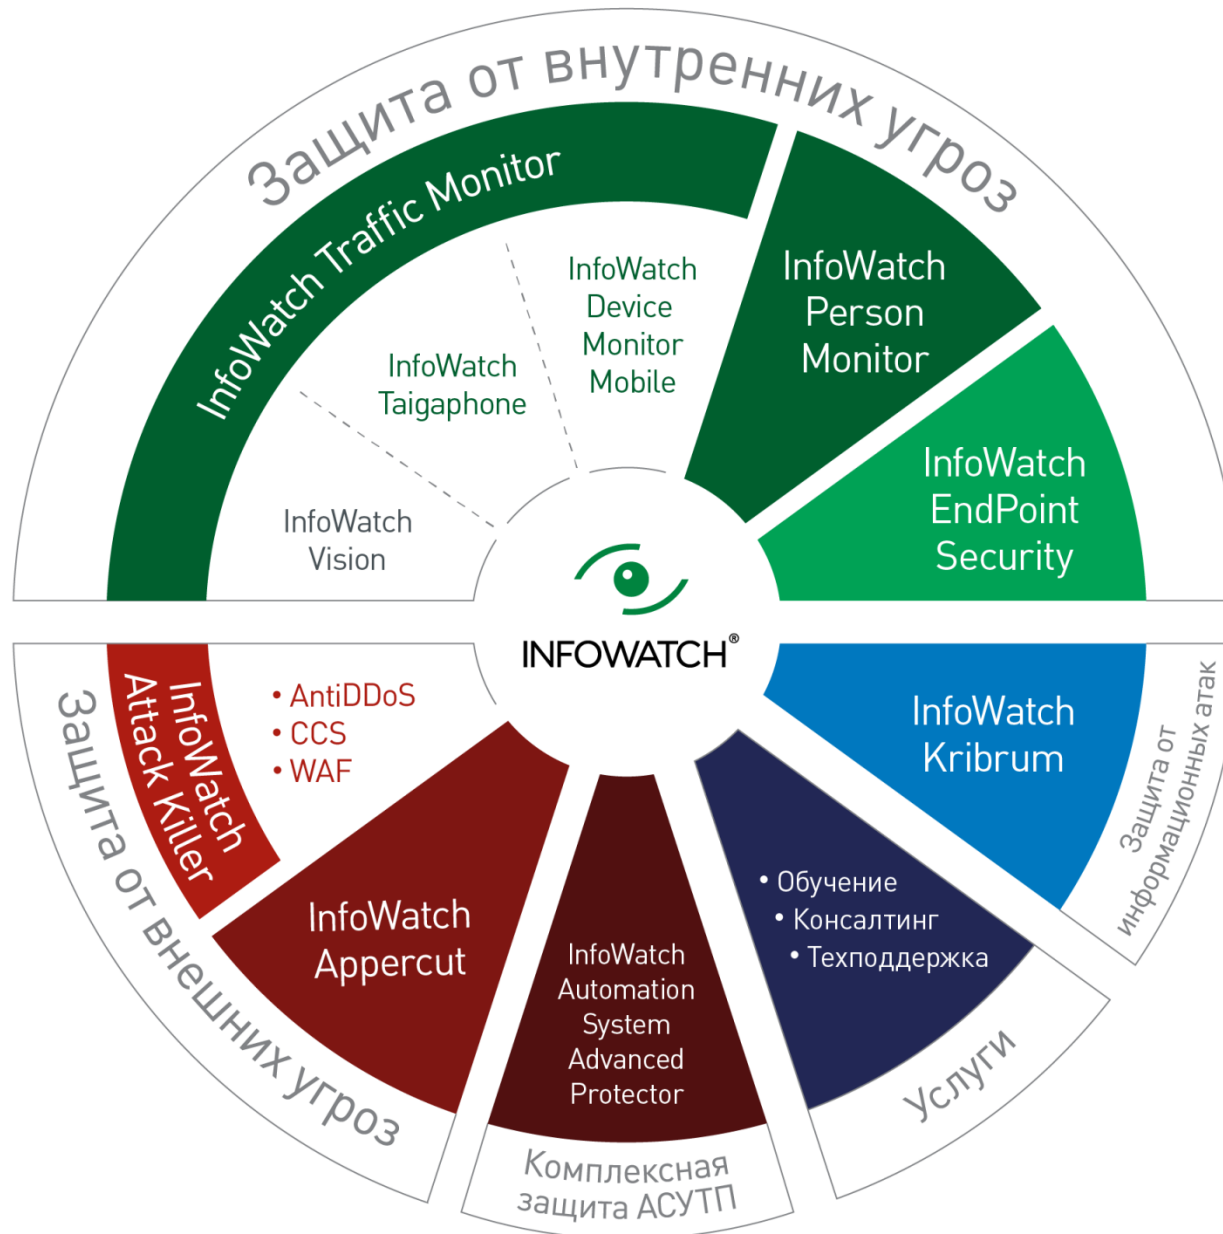 Защита от внутренних угроз
InfoWatch Traffic Monitor
InfoWatch
Vision
InfoWatch
Taigaphone
InfoWatch
Device
Monitor
Mobile
InfoWatch
Person
Monitor
InfoWatch
EndPoint
Security
INFOWATCH®
InfoWatch
Kribrum
Защита от
информационных атак
• Обучение
• Консалтинг
• Техподдержка
Услуги
InfoWatch
Automation
System
Advanced
Protector
Комплексная
защита АСУТП
InfoWatch
Appercut
InfoWatch
Attack Killer
• AntiDDoS
• CCS
• WAF
Защита от внешних угроз